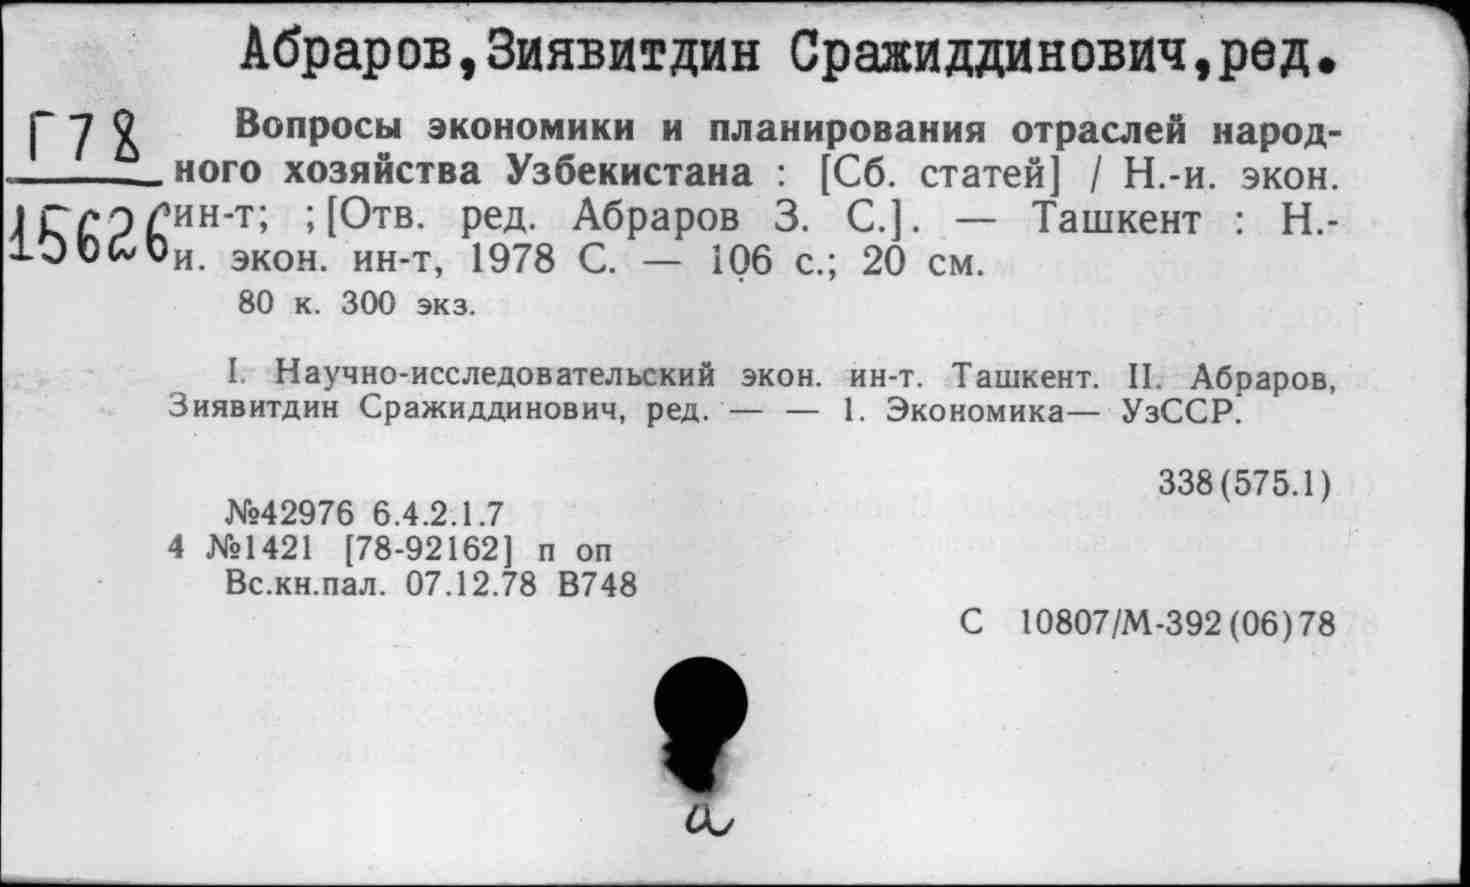 Абраров,Зиявитдин Сражиддинович,ред.
Г78
15626
Вопросы экономики и планирования отраслей народ-
ного хозяйства Узбекистана : [Сб. статей] / Н.-и. экон.
ин-т; ; [Отв. ред. Абраров З. С.]. — Ташкент : Н.-
и. экон. ин-т, 1978 С. — 106 с.; 20 см.
80 к. 300 экз.
I. Научно-исследовательский экон. ин-т. Ташкент. II. Абраров,
Зиявитдин Сражиддинович, ред. — — 1. Экономика— УзССР.
338(575.1)
№42976 6.4.2.1.7
4 №1421 [78-92162] п оп
Вс.кн.пал. 07.12.78 В748
С 10807/М-392(06)78